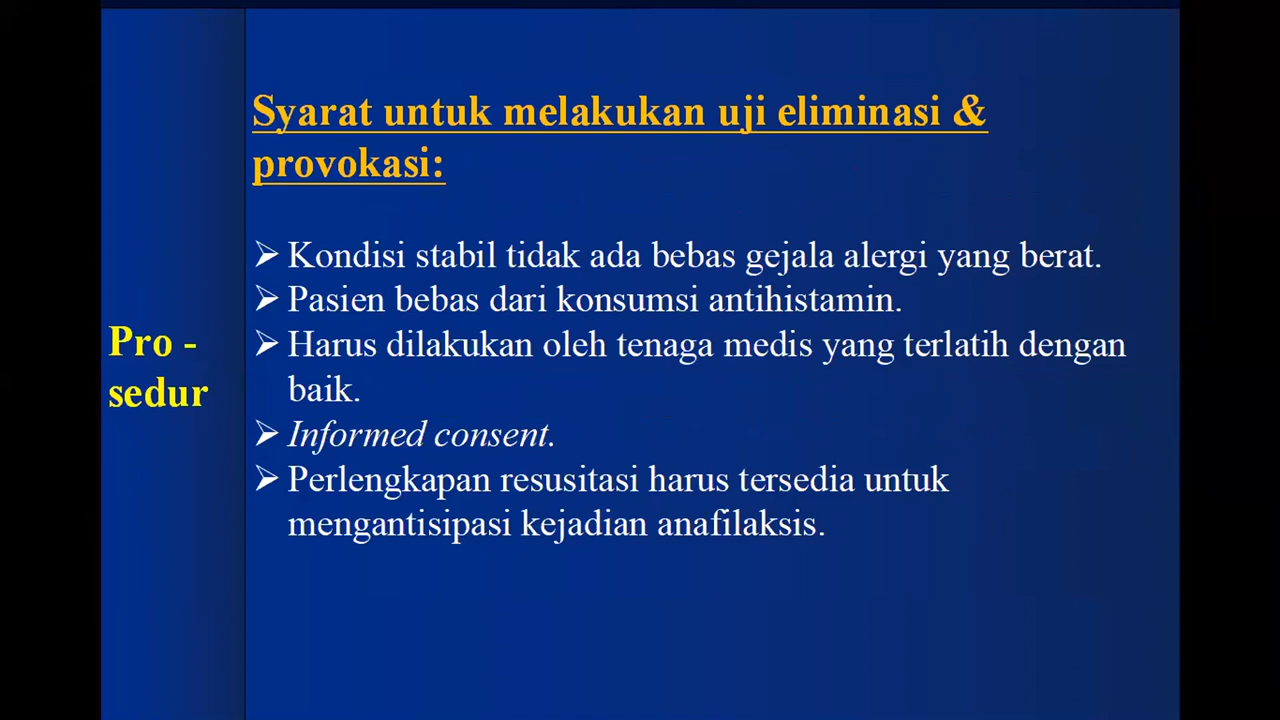 Syarat untuk melakukan uji eliminasi &
provokasi:
Pro -
sedur
➢ Kondisi stabil tidak ada bebas gejala alergi yang berat.
➢ Pasien bebas dari konsumsi antihistamin.
➢ Harus dilakukan oleh tenaga medis yang terlatih dengan
baik.
➢ Informed consent.
➢ Perlengkapan resusitasi harus tersedia untuk
mengantisipasi kejadian anafilaksis.